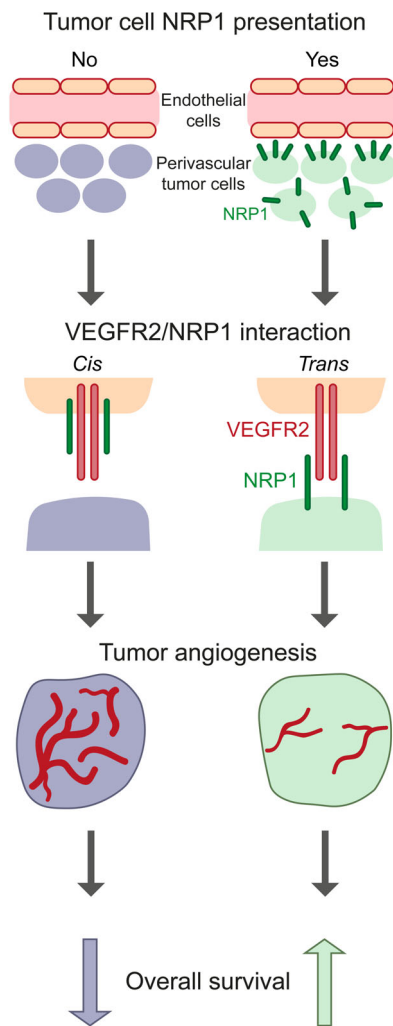 Tumor cell NRP1 presentation
No
Yes
Endothelial
cells
Perivascular
tumor cells
NRP1
VEGFR2/NRP1 interaction
Cis
Trans
VEGFR2
NRP1
Tumor angiogenesis
Overall survival